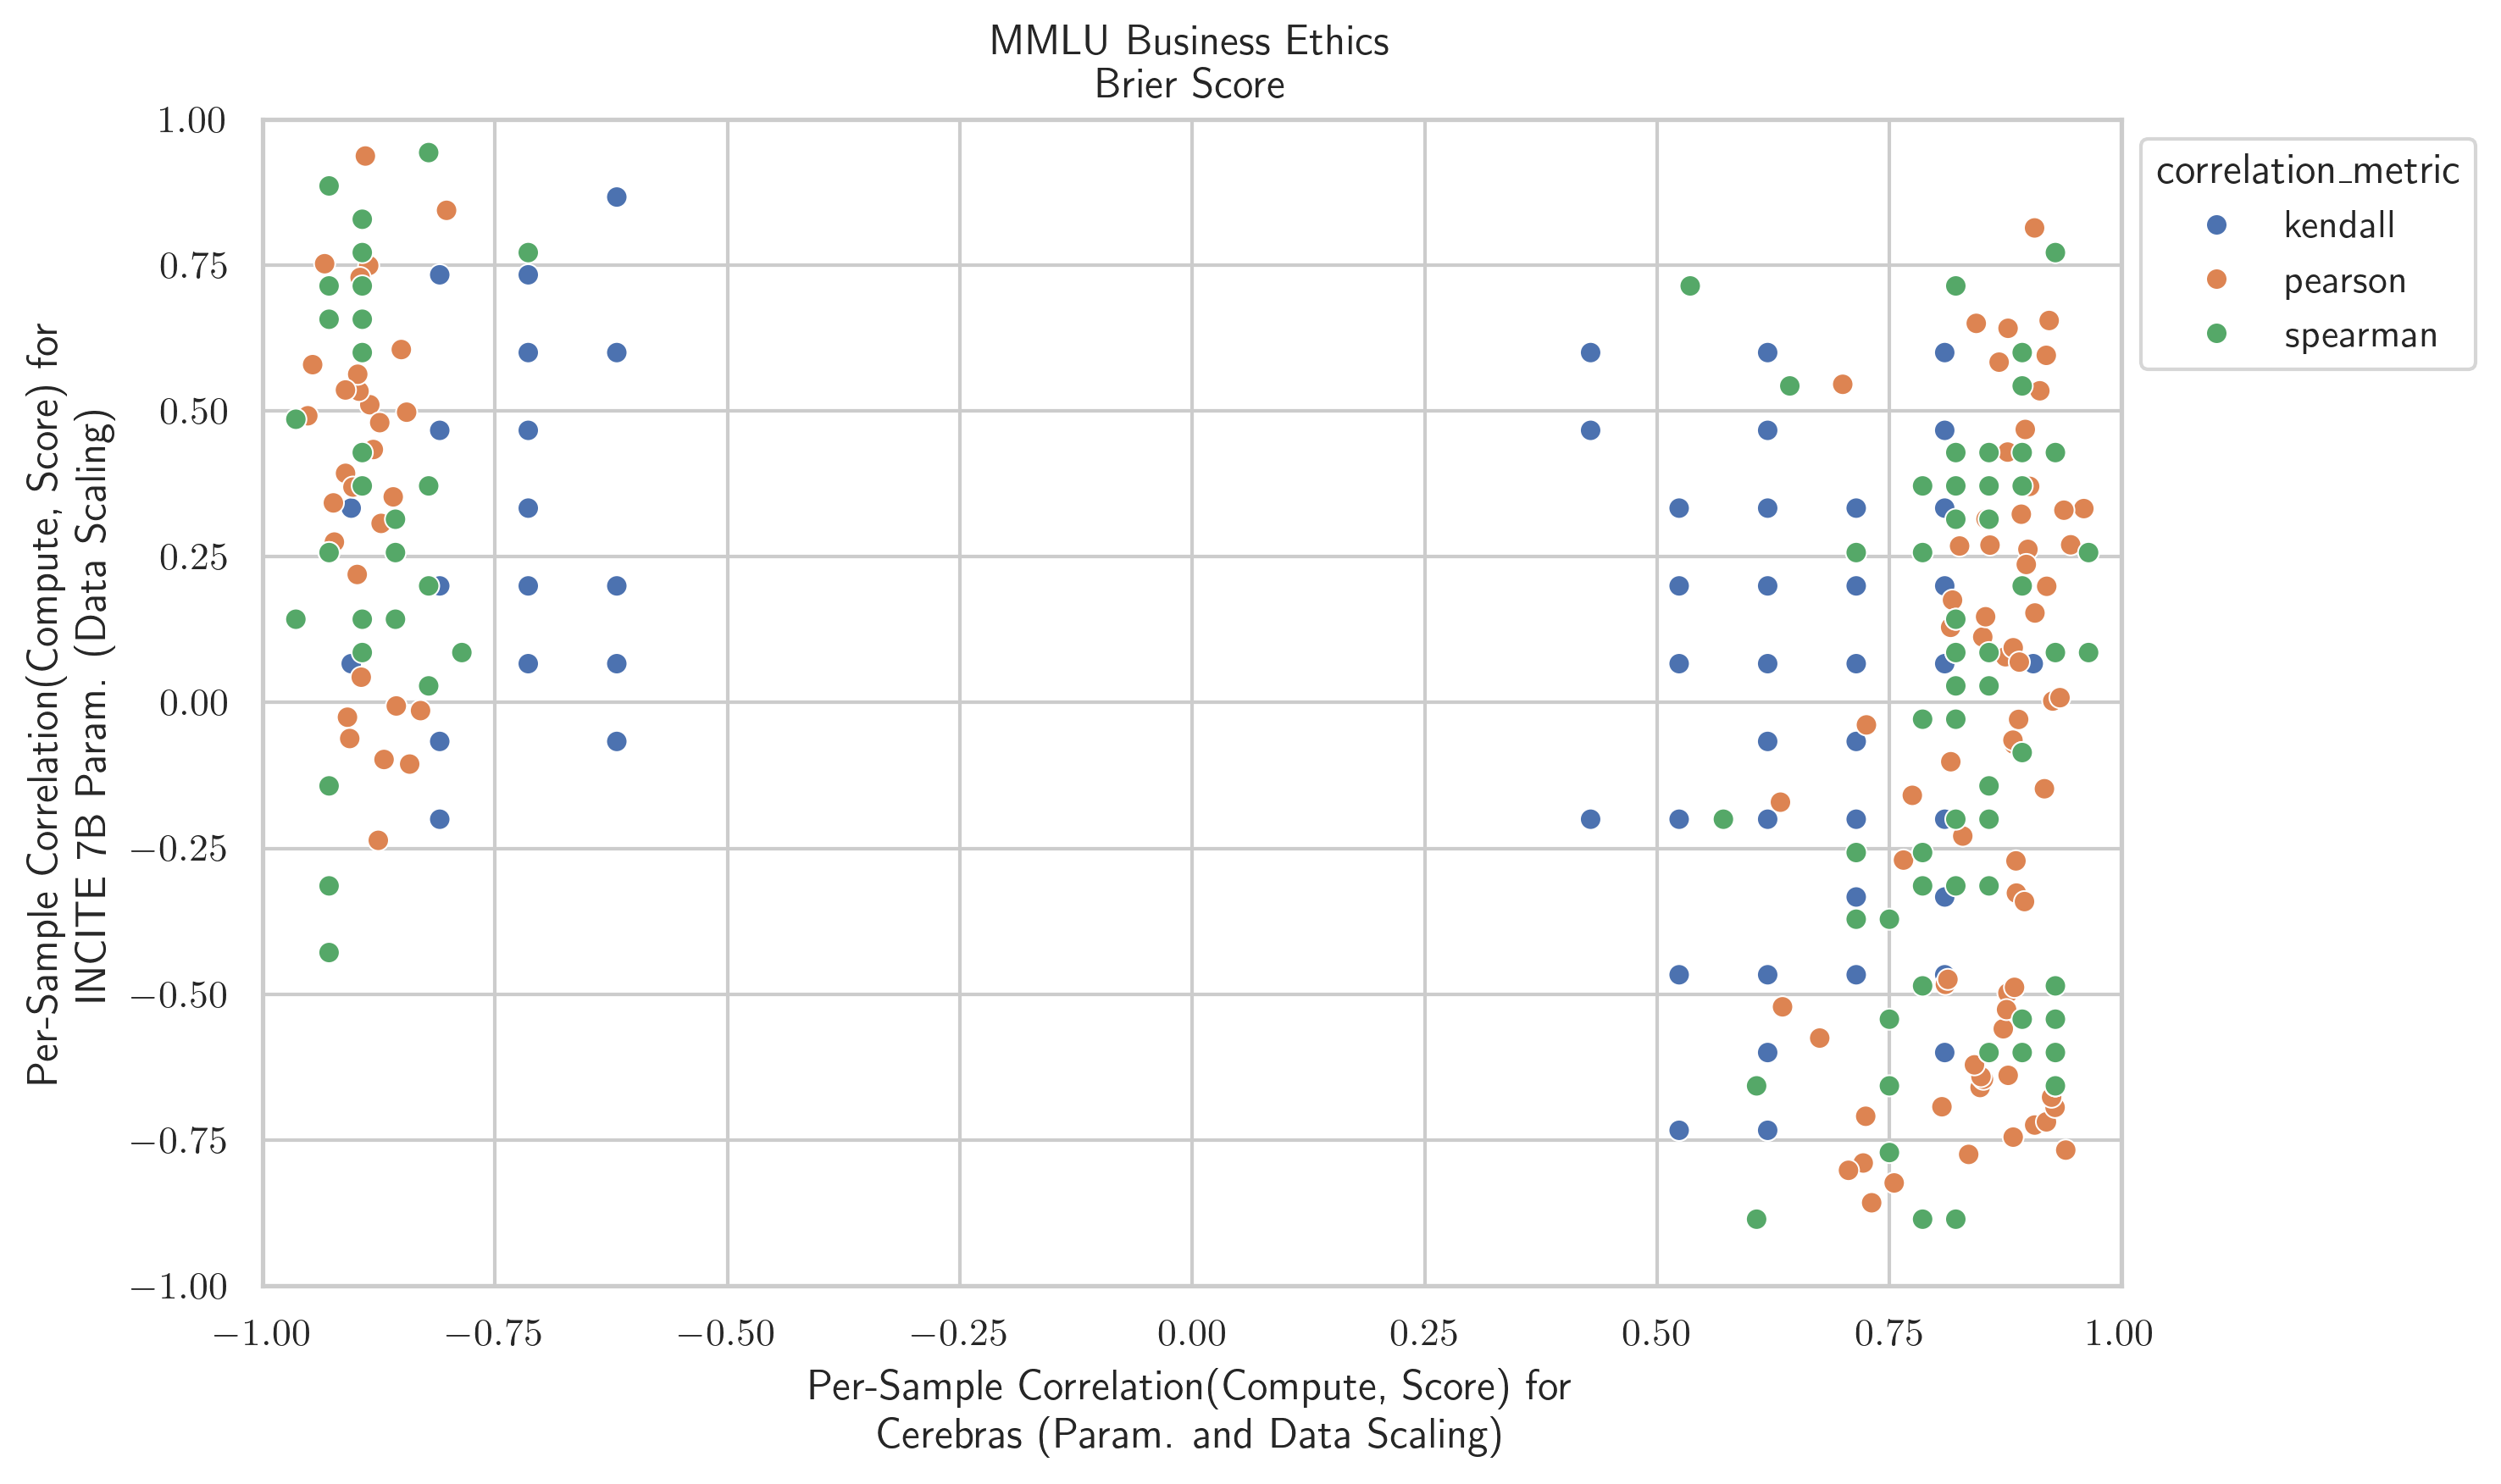 MMLU Business Ethics
Brier Score
Per-Sample Correlation(Compute, Score) for
INCITE 7B Param. (Data Scaling)
1.00
0.75
0.50
0.25
0.00
−0.25
−0.50
−0.75
−1.00
−1.00 −0.75 −0.50 −0.25 0.00 0.25 0.50 0.75 1.00
Per-Sample Correlation(Compute, Score) for
Cerebras (Param. and Data Scaling)
correlation_metric
kendall
pearson
spearman